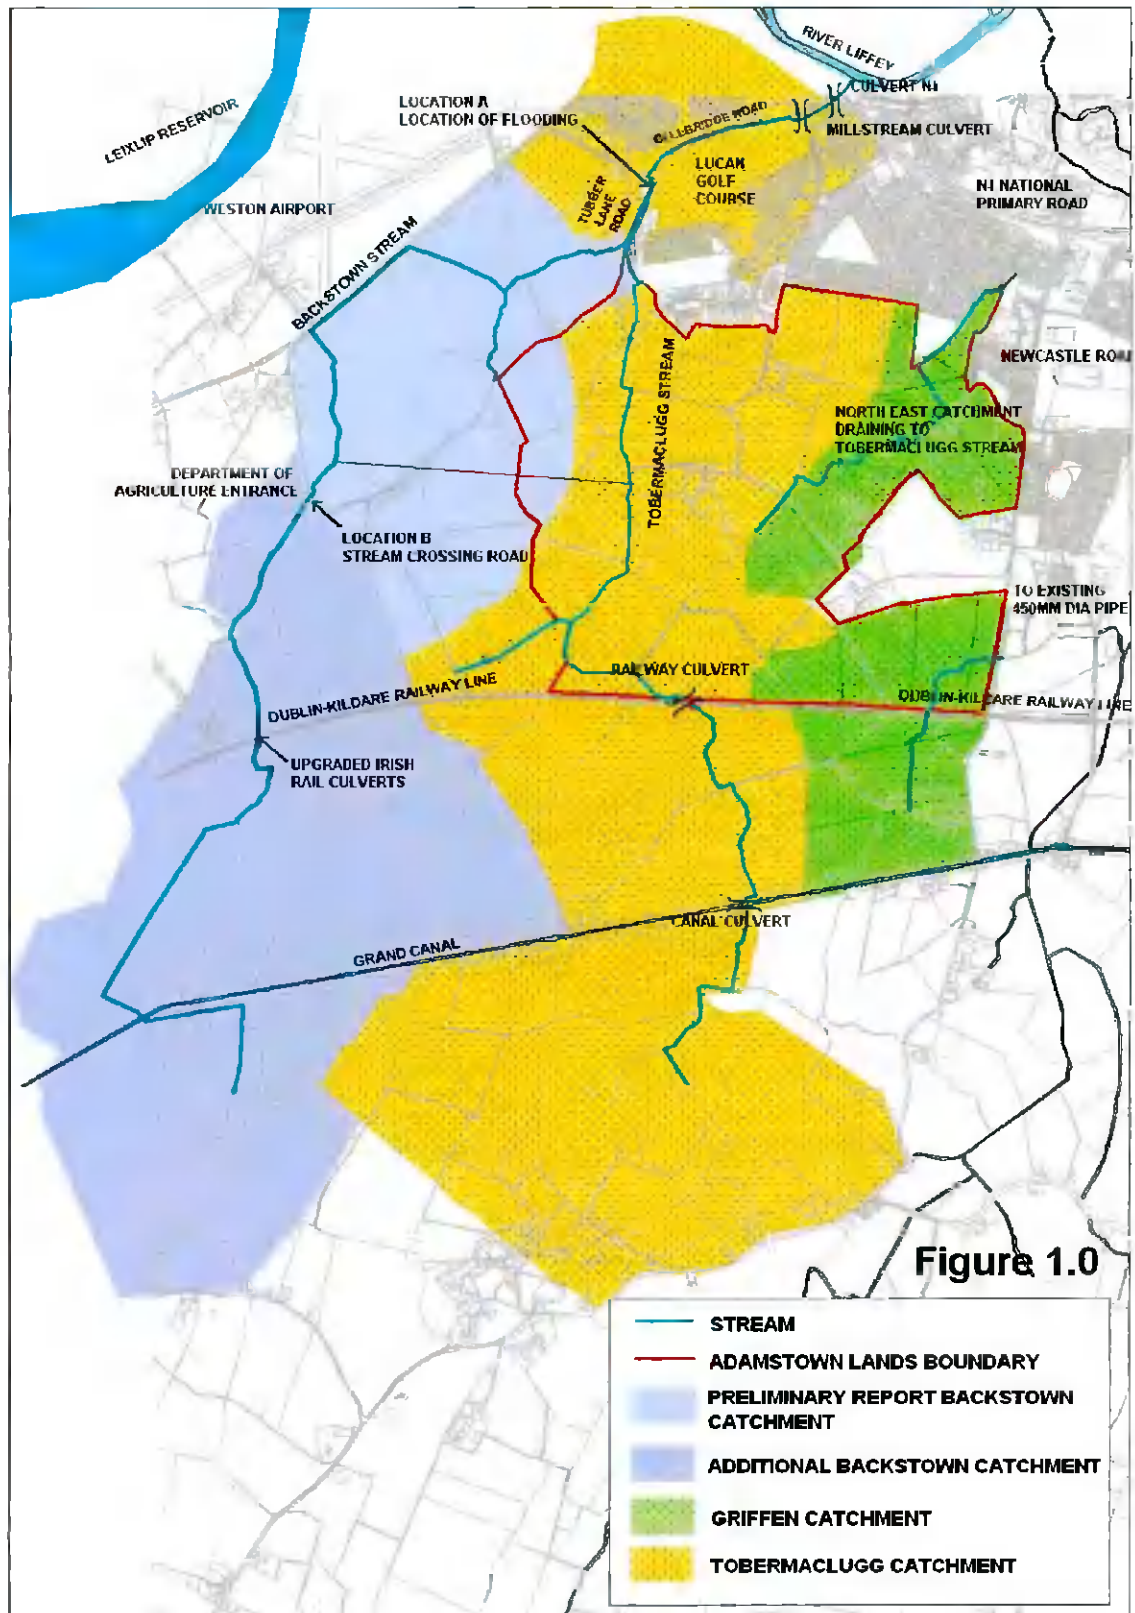 RIVER LIFFEY
CULVERT N4
LOCATION A
LOCATION OF FLOODING
CELLBRIDGE ROAD
MILLSTREAM CULVERT
LEIXLIP RESERVOIR
LUCAN
GOLF
COURSE
N4 NATIONAL
PRIMARY ROAD
TUBBER
LANE
ROAD
WESTON AIRPORT
BACKSTOWN STREAM
NEWCASTLE ROA
TOBERMACLUGG STREAM
NORTH EAST CATCHMENT
DRAINING TO
TOBERMACLUGG STREAM
DEPARTMENT OF
AGRICULTURE ENTRANCE
LOCATION B
STREAM CROSSING ROAD
TO EXISTING
450MM DIA PIPE
RAILWAY CULVERT
DUBLIN-KILDARE RAILWAY LINE
DUBLIN-KILDARE RAILWAY LINE
UPGRADED IRISH
RAIL CULVERTS
CANAL CULVERT
GRAND CANAL
Figure 1.0
STREAM
ADAMSTOWN LANDS BOUNDARY
PRELIMINARY REPORT BACKSTOWN
CATCHMENT
ADDITIONAL BACKSTOWN CATCHMENT
GRIFFEN CATCHMENT
TOBERMACLUGG CATCHMENT